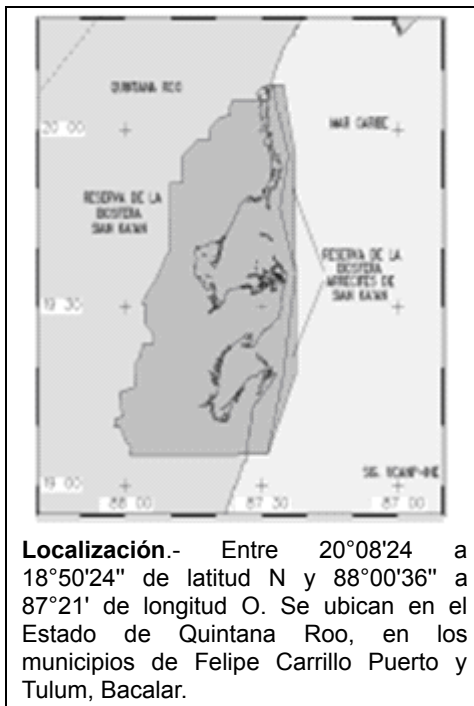 QUINTANA ROO
20 00
MAR CARIBE
RESERVA DE LA
BIOSFERA
SIAN KA'AN
RESERVA DE LA
BIOSFERA
ARRECIFES DE
SIAN KA'AN
19 30
19 00
88 00
87 30
87 00
Localización.- Entre 20°08'24 a
18°50'24" de latitud N y 88°00'36" a
87°21' de longitud O. Se ubican en el
Estado de Quintana Roo, en los
municipios de Felipe Carrillo Puerto y
Tulum, Bacalar.